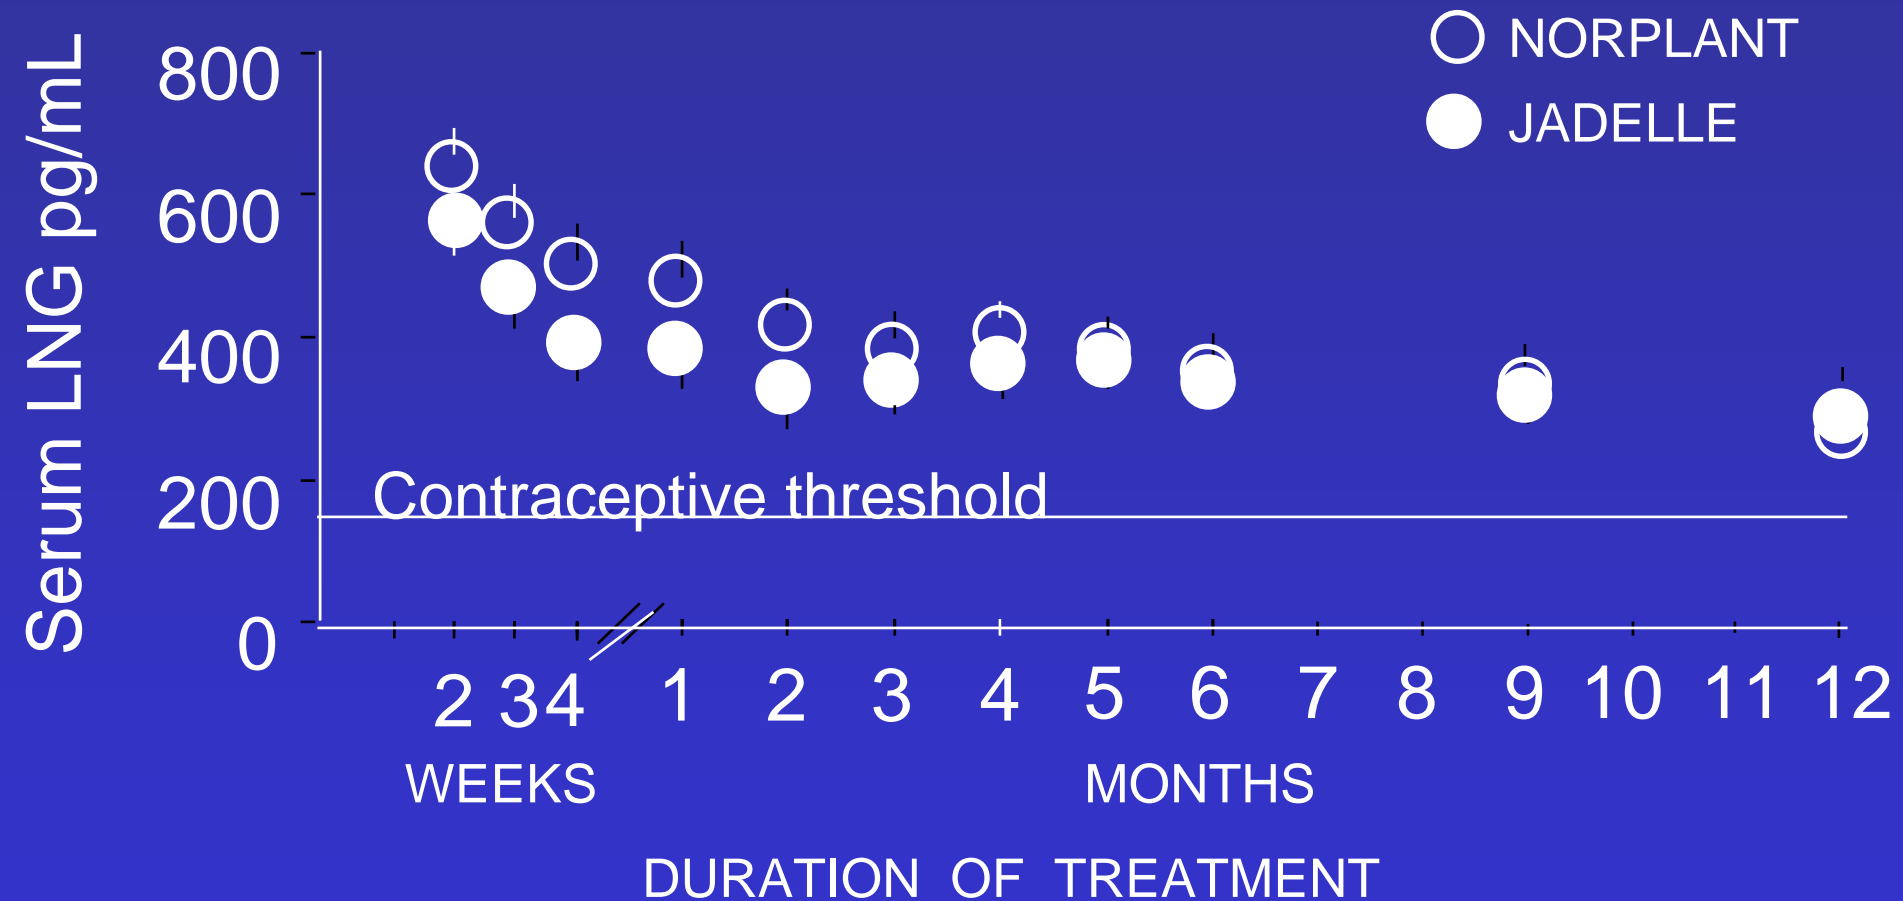 NORPLANT
JADELLE
Serum LNG pg/mL
800
600
400
200
0
Contraceptive threshold
2 3 4 1 2 3 4 5 6 7 8 9 10 11 12
WEEKS MONTHS
DURATION OF TREATMENT